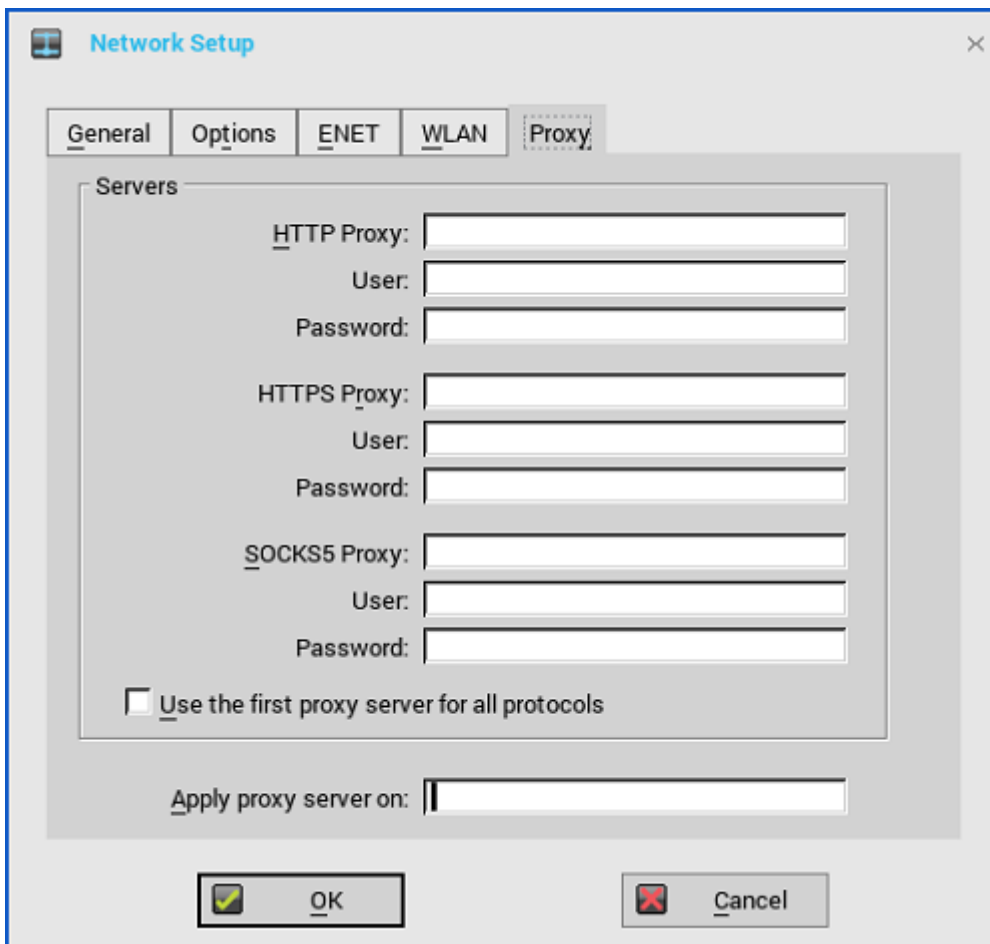 Network Setup
General Options ENET WLAN Proxy
Servers
HTTP Proxy:
User:
Password:
HTTPS Proxy:
User:
Password:
SOCKS5 Proxy:
User:
Password:
Use the first proxy server for all protocols
Apply proxy server on:
OK Cancel